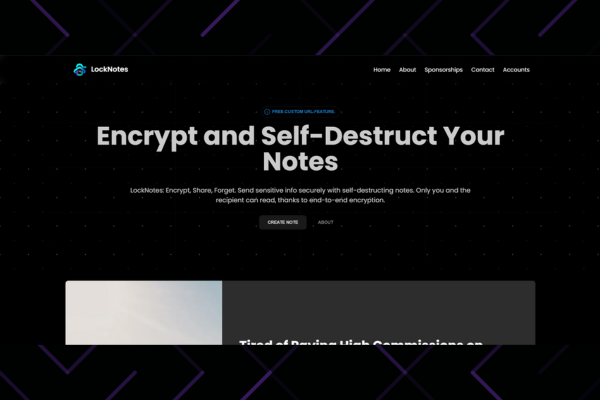 LockNotes
Home About Sponsorships Contact Accounts
FREE CUSTOM URL FEATURE.
Encrypt and Self-Destruct Your
Notes
LockNotes: Encrypt, Share, Forget. Send sensitive info securely with self-destructing notes. Only you and the
recipient can read, thanks to end-to-end encryption.
CREATE NOTE ABOUT
Tired of Paying High Commissions on